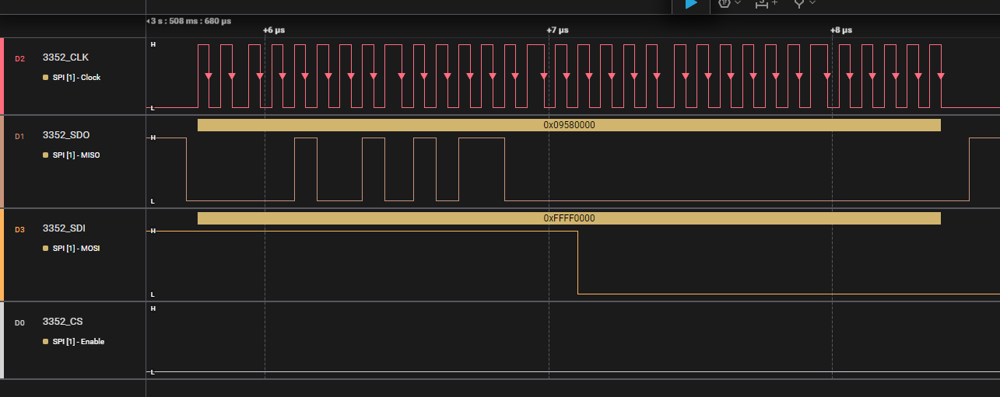 3 s : 508 ms : 680 µs
+6 µs
+7 µs
+8 µs
D2
3352_CLK
SPI [1] - Clock
H
L
D1
3352_SDO
SPI [1] - MISO
H
L
0x09580000
D3
3352_SDI
SPI [1] - MOSI
H
L
0xFFFF0000
D0
3352_CS
SPI [1] - Enable
H
L